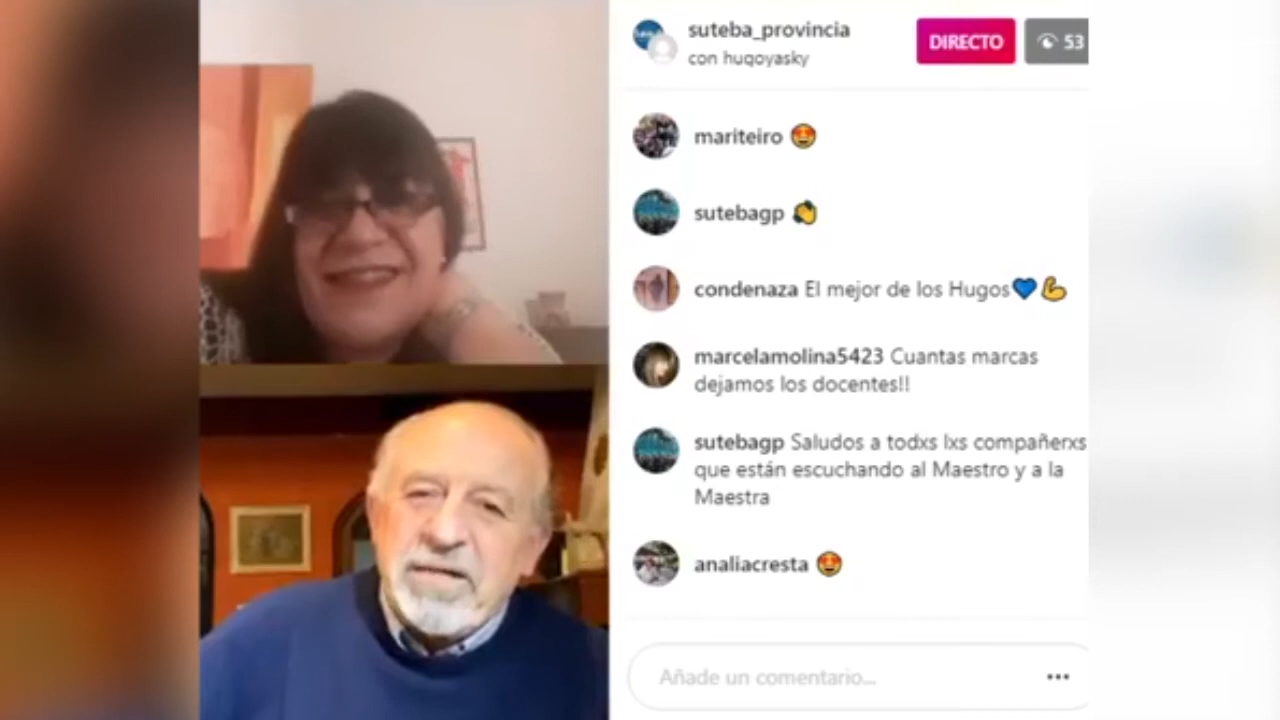 suteba_provincia
con hugoyasky
DIRECTO
53
mariteiro 😍
sutebagp 👏
condenaza El mejor de los Hugos💙💪
marcelamolina5423 Cuantas marcas
dejamos los docentes!!
sutebagp Saludos a todxs lxs compañerxs
que están escuchando al Maestro y a la
Maestra
analiacresta 😍
Añade un comentario...